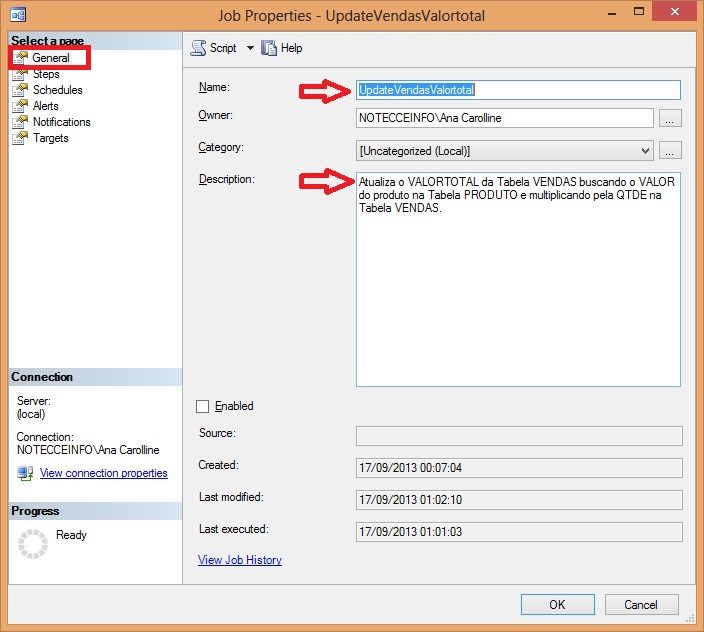 Job Properties - UpdateVendasValortotal
Select a page
General
Steps
Schedules
Alerts
Notifications
Targets
Connection
Server:
(local)
Connection:
NOTECCEINFO\Ana Carolline
View connection properties
Progress
Ready
Script
Help
Name:
UpdateVendasValortotal
Owner:
NOTECCEINFO\Ana Carolline
...
Category:
[Uncategorized (Local)]
...
Description:
Atualiza o VALORTOTAL da Tabela VENDAS buscando o VALOR
do produto na Tabela PRODUTO e multiplicando pela QTDE na
Tabela VENDAS.
Enabled
Source:
Created:
17/09/2013 00:07:04
Last modified:
17/09/2013 01:02:10
Last executed:
17/09/2013 01:01:03
View Job History
OK
Cancel